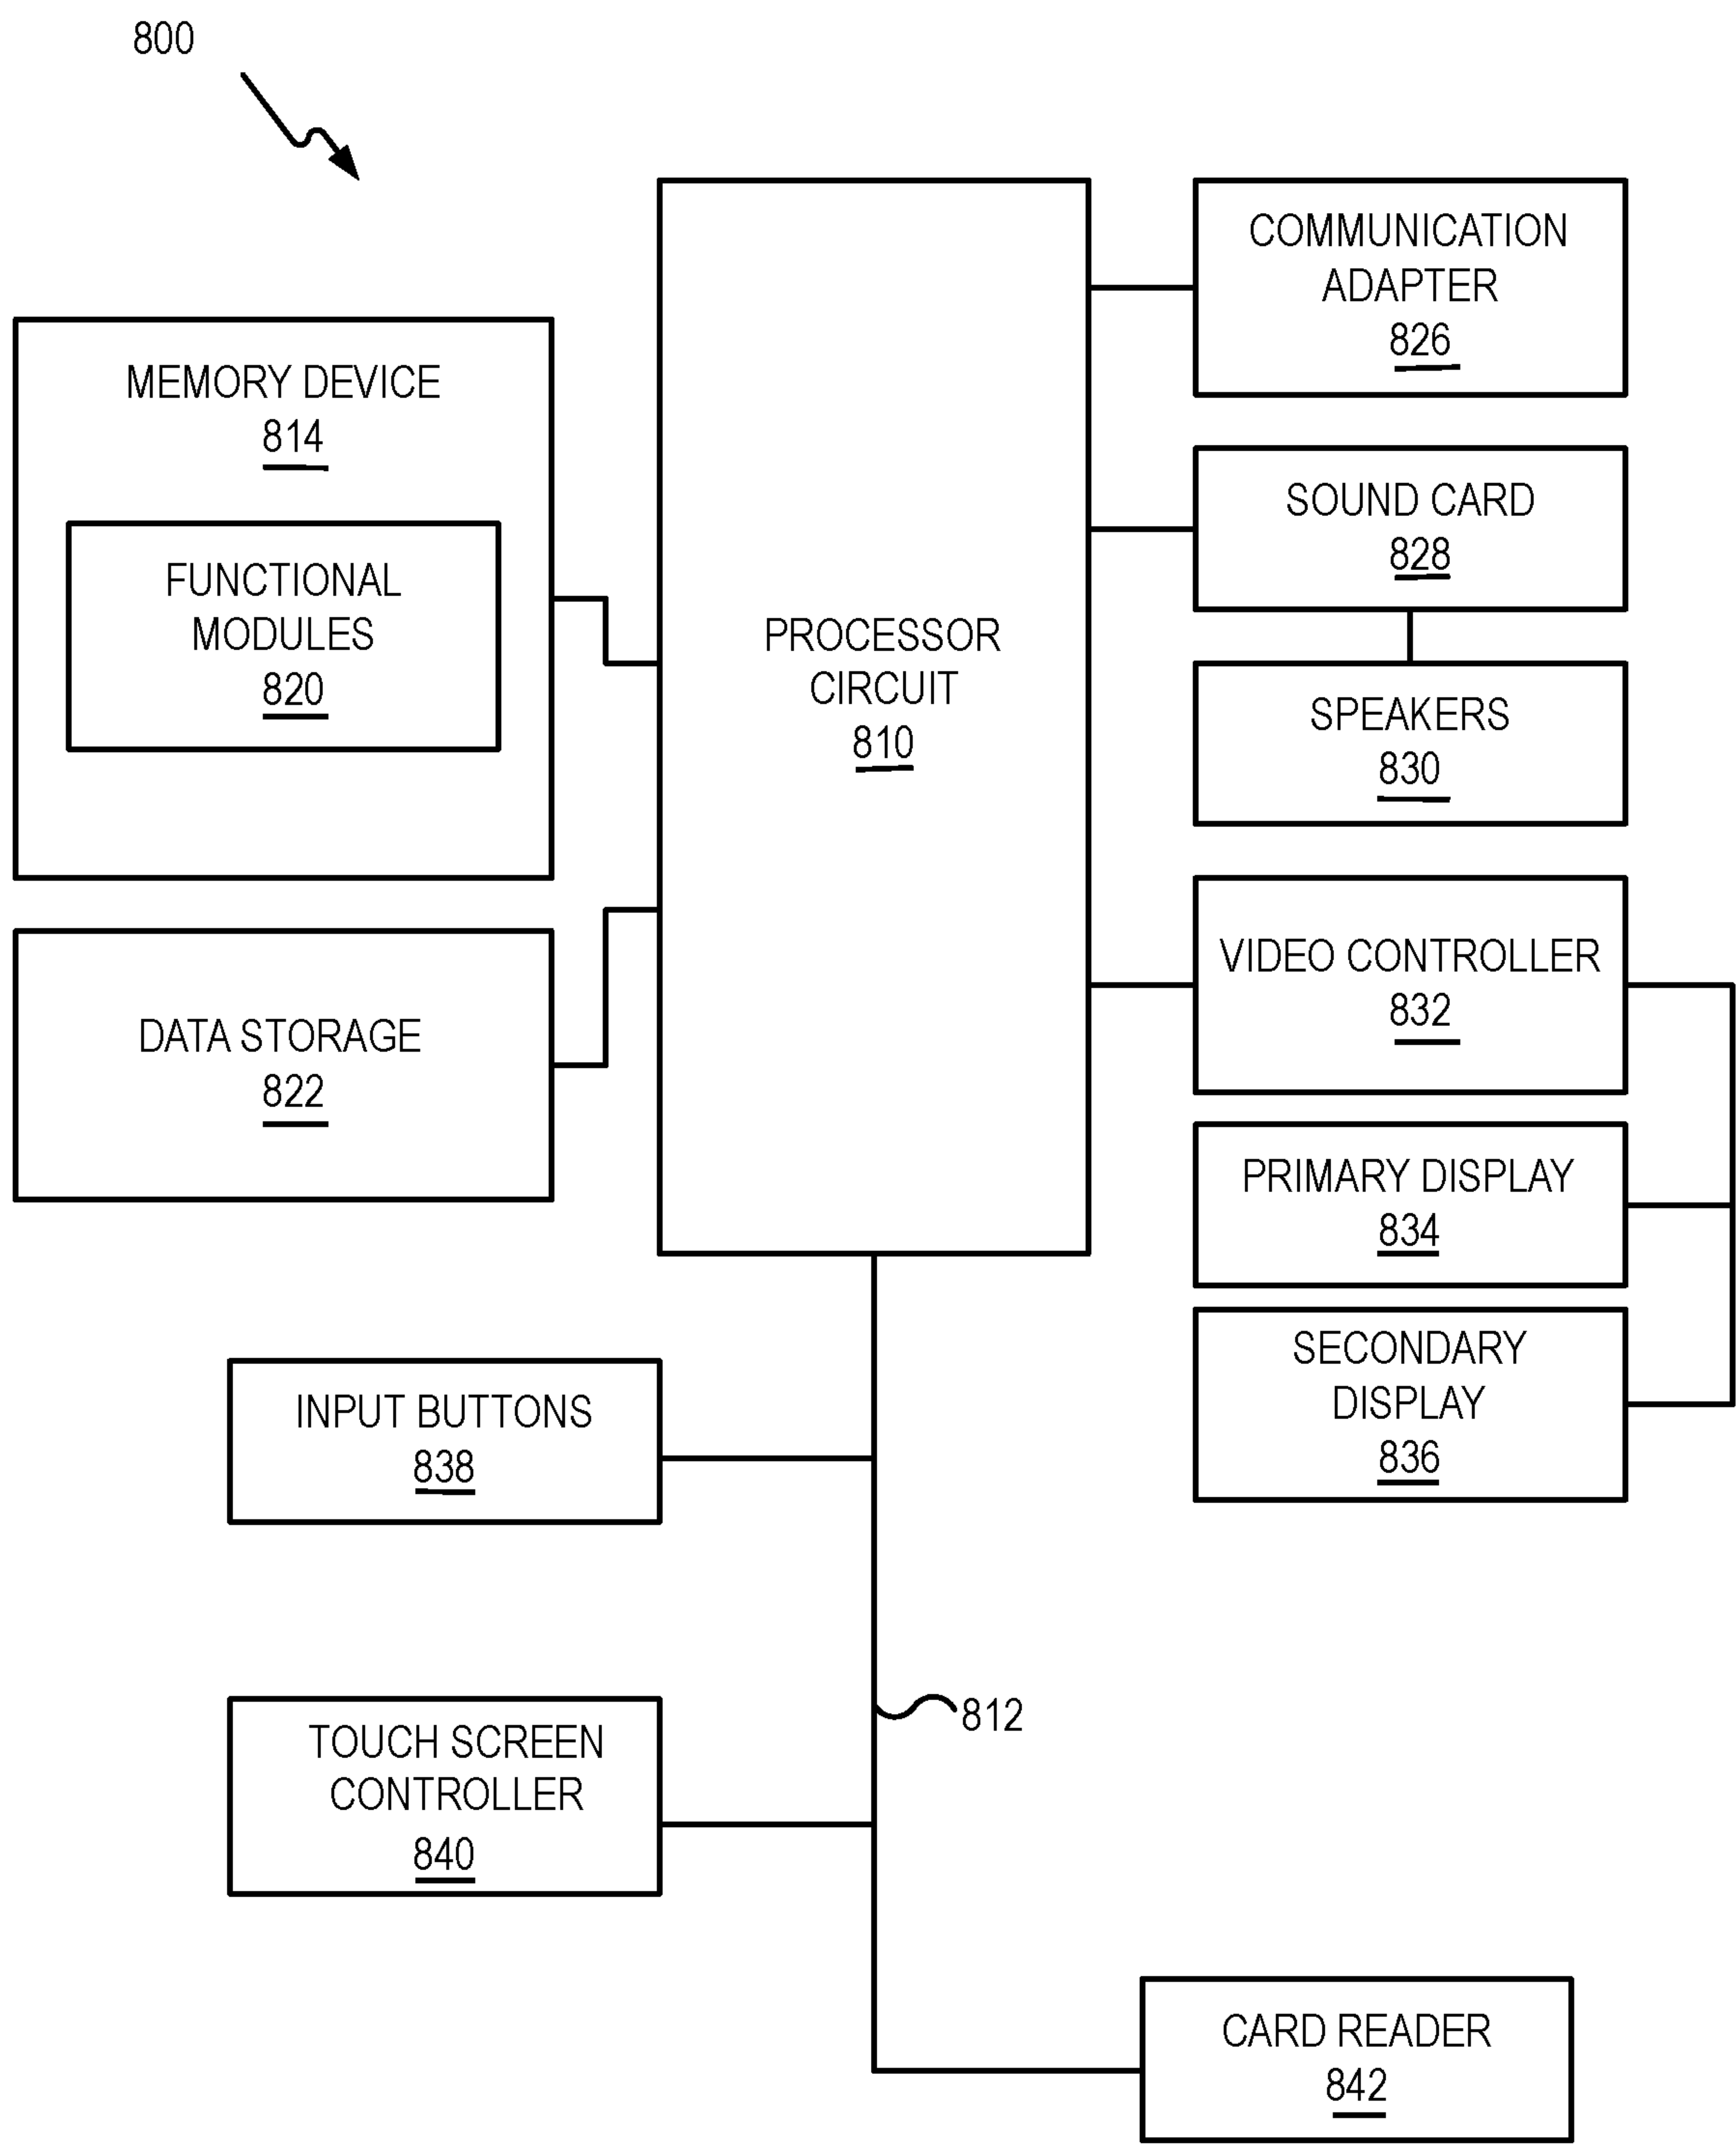 800
COMMUNICATION
ADAPTER
826
MEMORY DEVICE
814
SOUND CARD
828
FUNCTIONAL
MODULES
820
PROCESSOR
CIRCUIT
810
SPEAKERS
830
VIDEO CONTROLLER
832
DATA STORAGE
822
PRIMARY DISPLAY
834
SECONDARY
DISPLAY
836
INPUT BUTTONS
838
812
TOUCH SCREEN
CONTROLLER
840
CARD READER
842